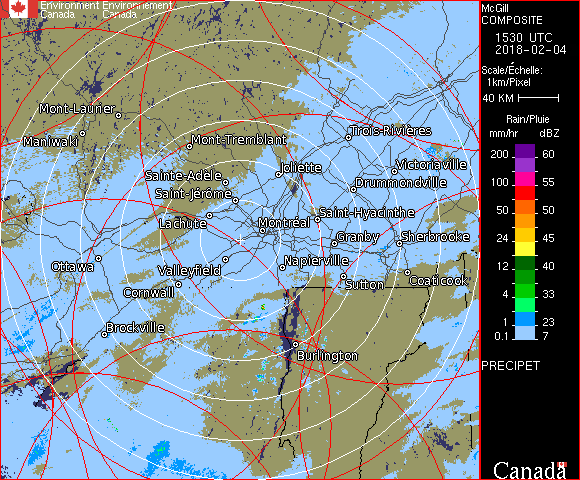 Environment Environnement
Canada Canada
McGill
COMPOSITE
1530 UTC
2018-02-04
Scale/Échelle:
1km/Pixel
40 KM
Rain/Pluie
mm/hr dBZ
200 60
100 55
50 50
24 45
12 40
4 33
1 23
0.1 7
PRECIPET
Canada
Mont-Laurier
Maniwaki
Mont-Tremblant
Trois-Rivières
Joliette
Victoriaville
Sainte-Adèle
Drummondville
Saint-Jérôme
Saint-Hyacinthe
Lachute
Montréal
Granby
Sherbrooke
Ottawa
Valleyfield
Napierville
Sutton
Coaticook
Cornwall
Brockville
Burlington